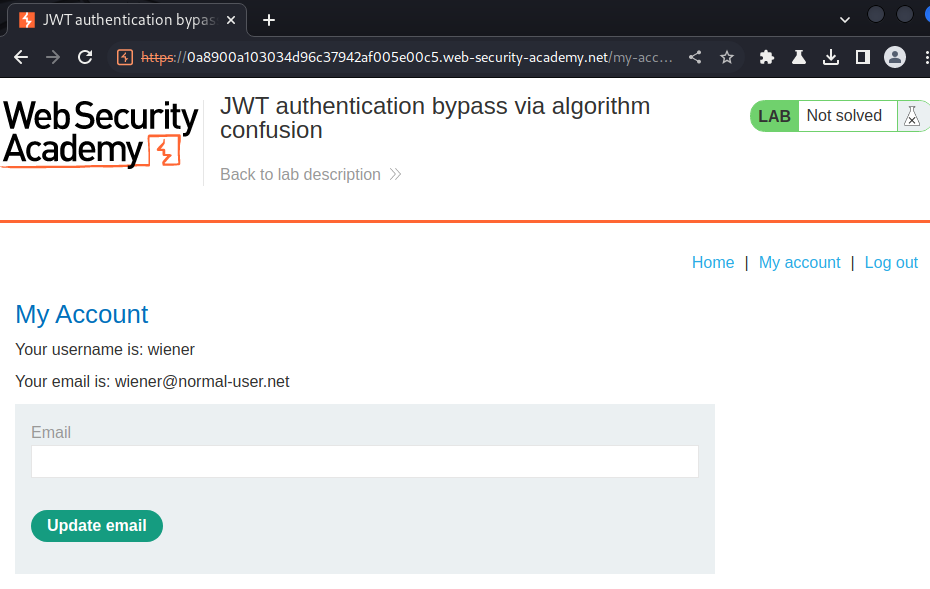 JWT authentication bypas
https://0a8900a103034d96c37942af005e00c5.web-security-academy.net/my-acc...
Web Security
Academy
JWT authentication bypass via algorithm
confusion
Back to lab description
LAB Not solved
Home | My account | Log out
My Account
Your username is: wiener
Your email is: wiener@normal-user.net
Email
Update email